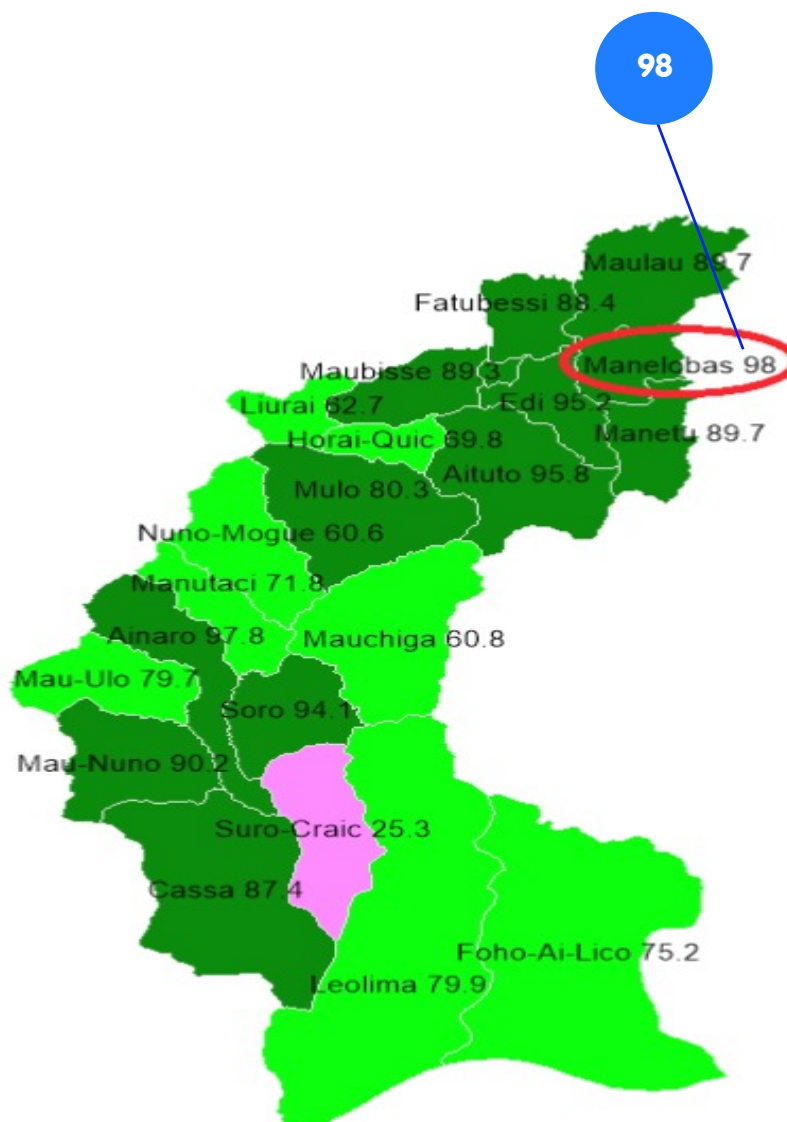 98
Maulau 89.7
Fatubessi 88.4
Manelobas 98
Maubisse 89.3
Edi 95.2
Liurai 62.7
Manetu 89.7
Horai-Quic 69.8
Aituto 95.8
Mulo 80.3
Nuno-Mogue 60.6
Manutaci 71.8
Ainaro 97.8
Mauchiga 60.8
Mau-Ulo 79.7
Soro 94.1
Mau-Nuno 90.2
Suro-Craic 25.3
Cassa 87.4
Foho-Ai-Lico 75.2
Leolima 79.9